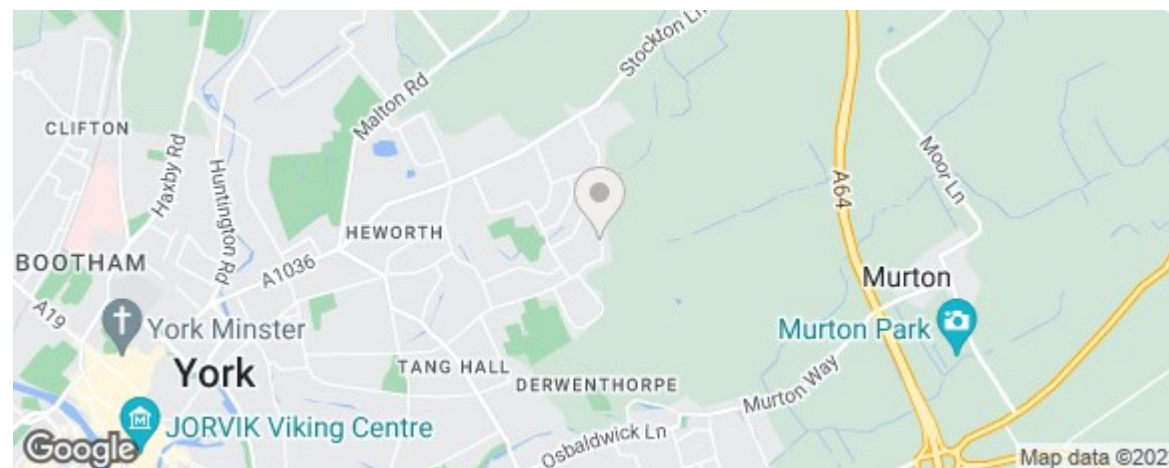 Stockton Ln
Malton Rd
CLIFTON
Haxby Rd
Huntington Rd
A64
Moor Ln
HEWORTH
BOOTHAM
A1036
A19
Murton
York Minster
Murton Park
York
TANG HALL
DERWENTHORPE
Murton Way
JORVIK Viking Centre
Osbaldwick Ln
Google
Map data ©202